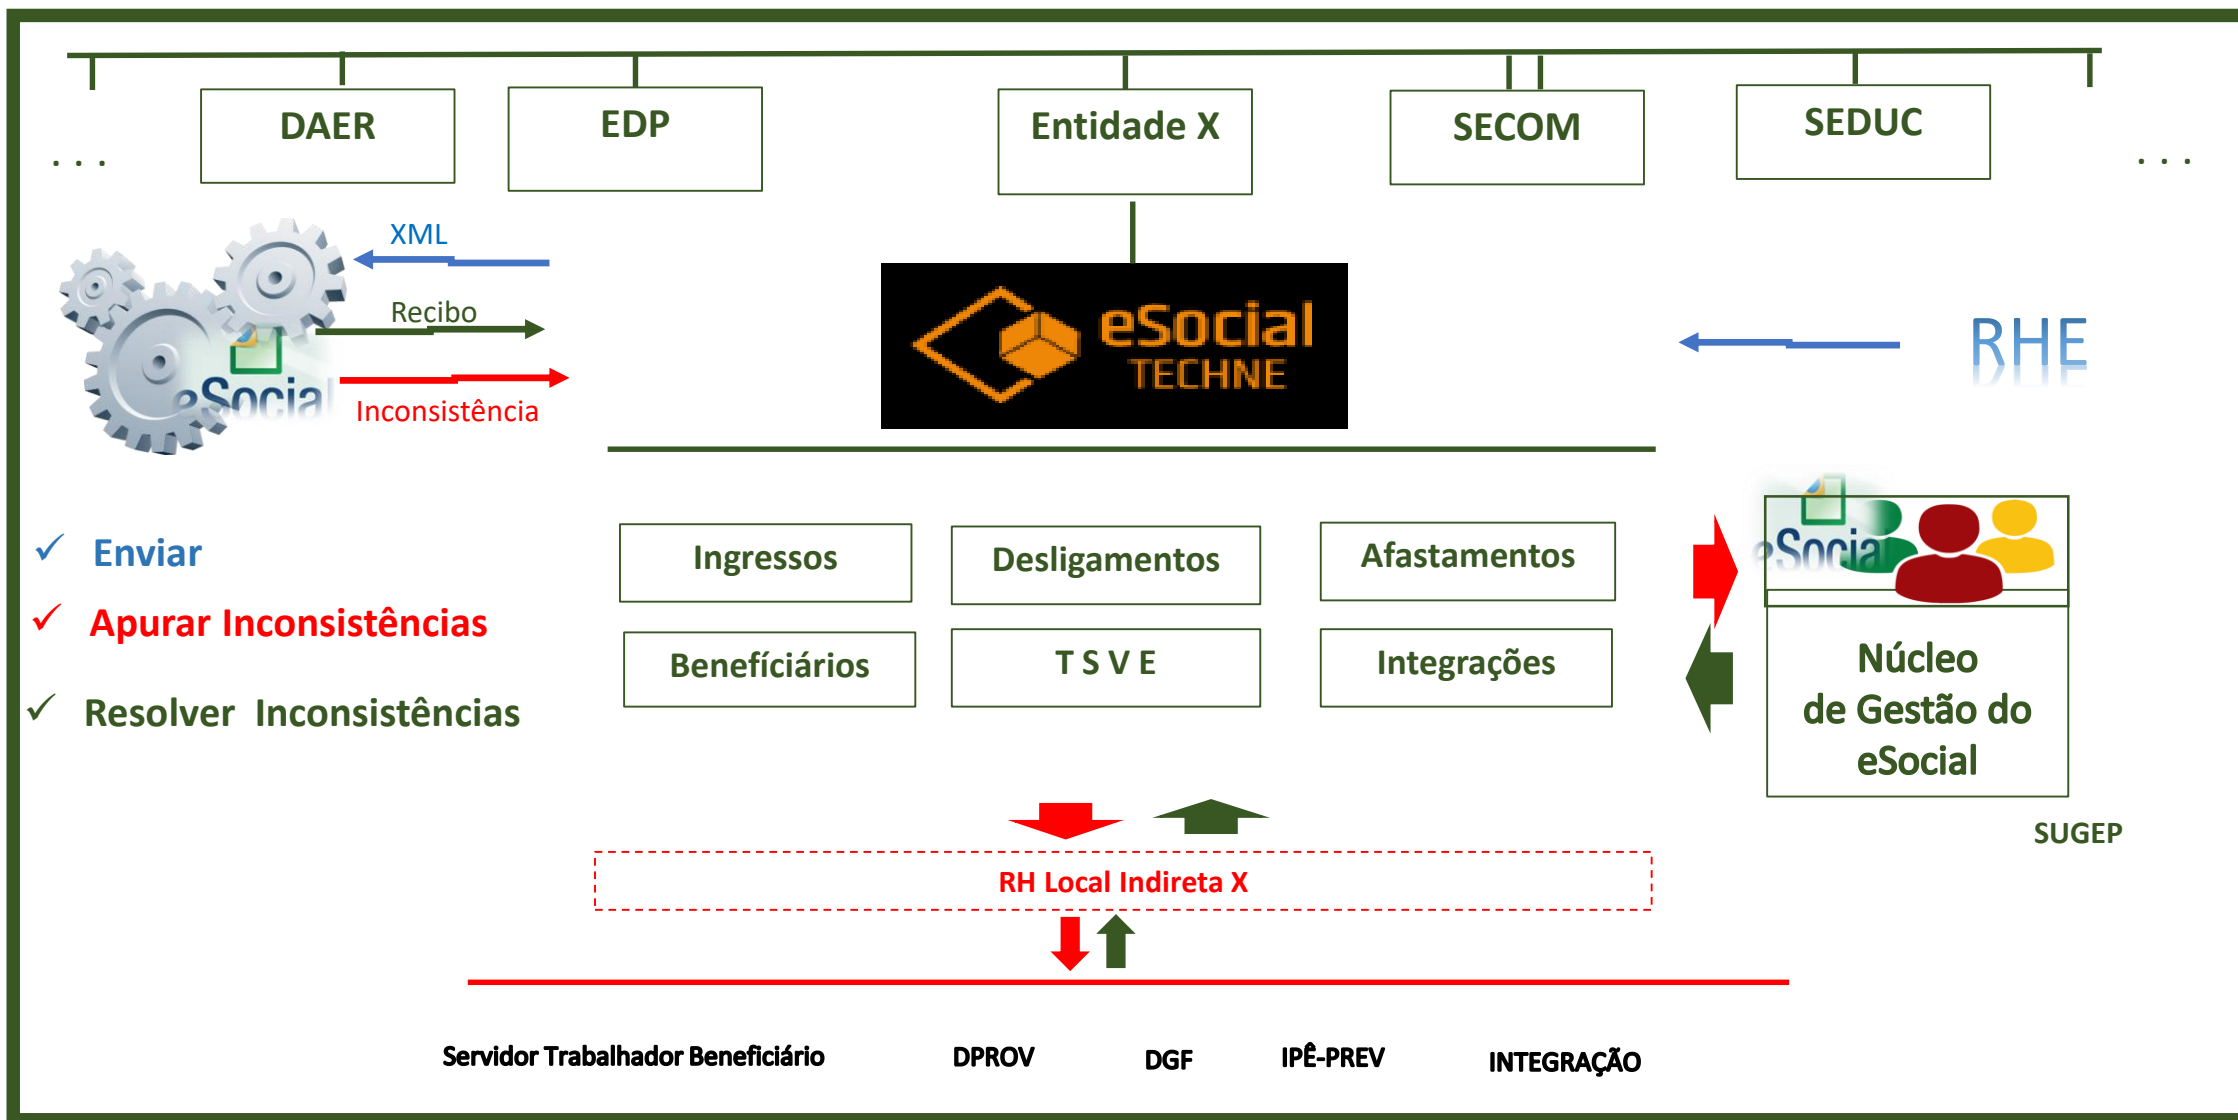 DAER
EDP
Entidade X
SECOM
SEDUC
. . .
. . .
XML
Recibo
Inconsistência
eSocial
eSocial
TECHNE
RHE
Enviar
Apurar Inconsistências
Resolver Inconsistências
Ingressos
Desligamentos
Afastamentos
Benefíciários
T S V E
Integrações
eSocial
Núcleo
de Gestão do
eSocial
SUGEP
RH Local Indireta X
Servidor Trabalhador Beneficiário
DPROV
DGF
IPÊ-PREV
INTEGRAÇÃO